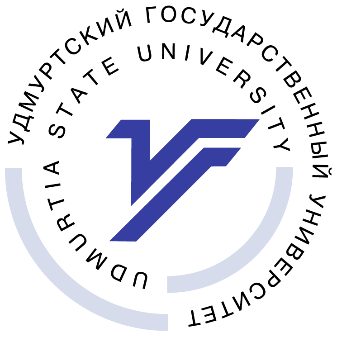 УДМУРТСКИЙ ГОСУДАРСТВЕННЫЙ УНИВЕРСИТЕТ
UDMURTIA STATE UNIVERSITY